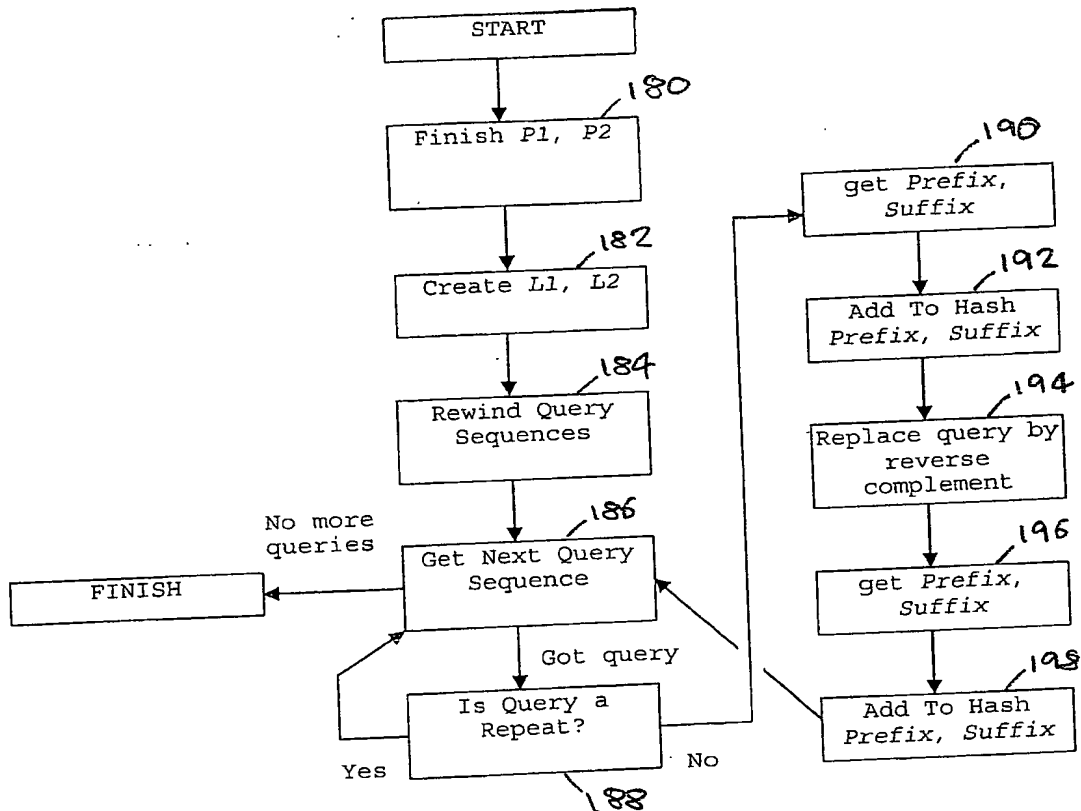 START
180
Finish P1, P2
182
Create L1, L2
184
Rewind Query
Sequences
186
No more
queries
Get Next Query
Sequence
FINISH
Got query
Is Query a
Repeat?
Yes
No
188
190
get Prefix,
Suffix
192
Add To Hash
Prefix, Suffix
194
Replace query by
reverse
complement
196
get Prefix,
Suffix
198
Add To Hash
Prefix, Suffix